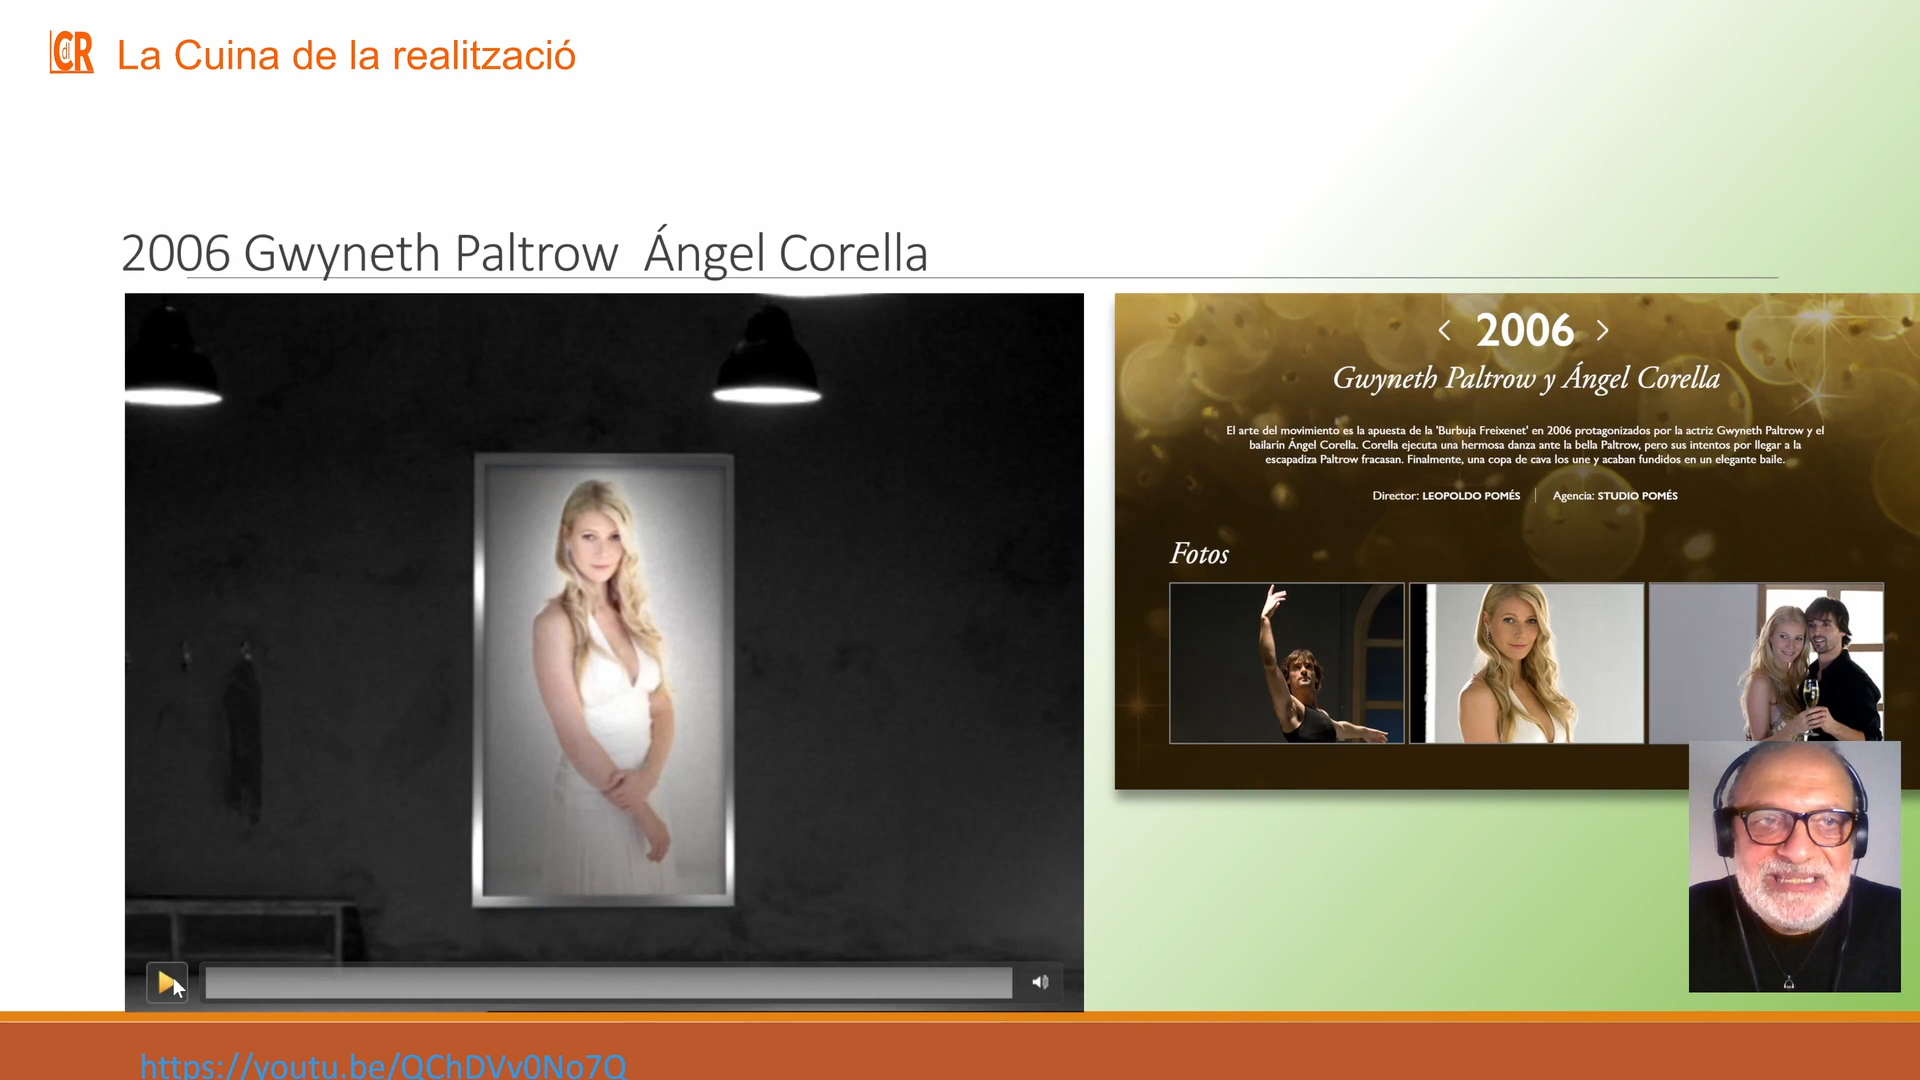 CdlR La Cuina de la realització
2006 Gwyneth Paltrow Ángel Corella
< 2006 >
Gwyneth Paltrow y Ángel Corella
El arte del movimiento es la apuesta de la 'Burbuja Freixenet' en 2006 protagonizados por la actriz Gwyneth Paltrow y el
bailarín Ángel Corella. Corella ejecuta una hermosa danza ante la bella Paltrow, pero sus intentos por llegar a la
escapadiza Paltrow fracasan. Finalmente, una copa de cava los une y acaban fundidos en un elegante baile.
Director: LEOPOLDO POMÉS | Agencia: STUDIO POMÉS
Fotos
https://youtu.be/QChDVv0No7Q